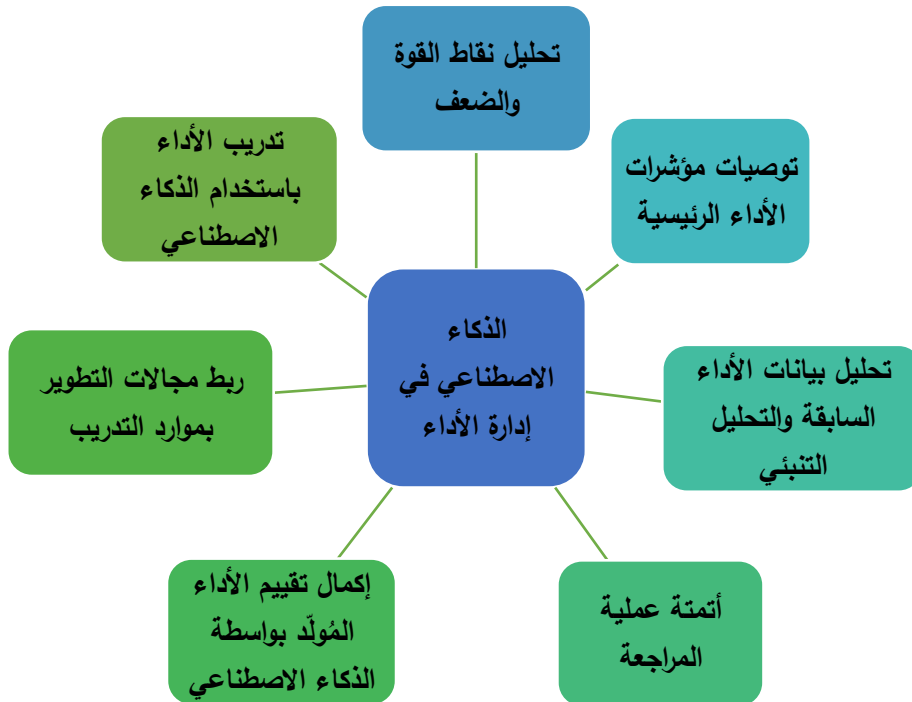 تحليل نقاط القوة
والضعف
توصيات مؤشرات
الأداء الرئيسية
تحليل بيانات الأداء
السابقة والتحليل
التنبئي
أتمتة عملية
المراجعة
إكمال تقييم الأداء
المُولّد بواسطة
الذكاء الاصطناعي
ربط مجالات التطوير
بموارد التدريب
تدريب الأداء
باستخدام الذكاء
الاصطناعي
الذكاء
الاصطناعي في
إدارة الأداء